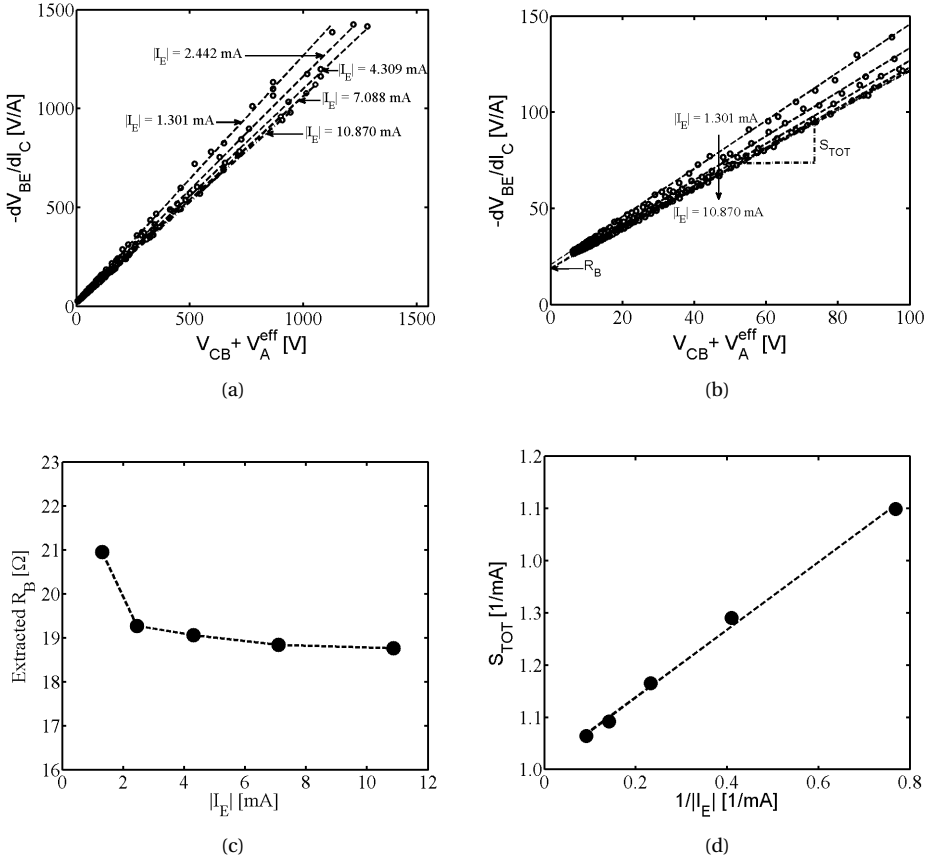 1500
1000
500
0
-dV_BE/dI_C [V/A]
|I_E| = 2.442 mA
|I_E| = 4.309 mA
|I_E| = 7.088 mA
|I_E| = 1.301 mA
|I_E| = 10.870 mA
0 500 1000 1500
V_CB + V_A^eff [V]
(a)
150
100
50
0
-dV_BE/dI_C [V/A]
|I_E| = 1.301 mA
S_TOT
|I_E| = 10.870 mA
R_B
0 20 40 60 80 100
V_CB + V_A^eff [V]
(b)
23
22
21
20
19
18
17
16
Extracted R_B [Ω]
0 2 4 6 8 10 12
|I_E| [mA]
(c)
1.2
1.1
1.0
1.3
1.2
1.1
1.0
S_TOT [1/mA]
0 0.2 0.4 0.6 0.8
1/|I_E| [1/mA]
(d)